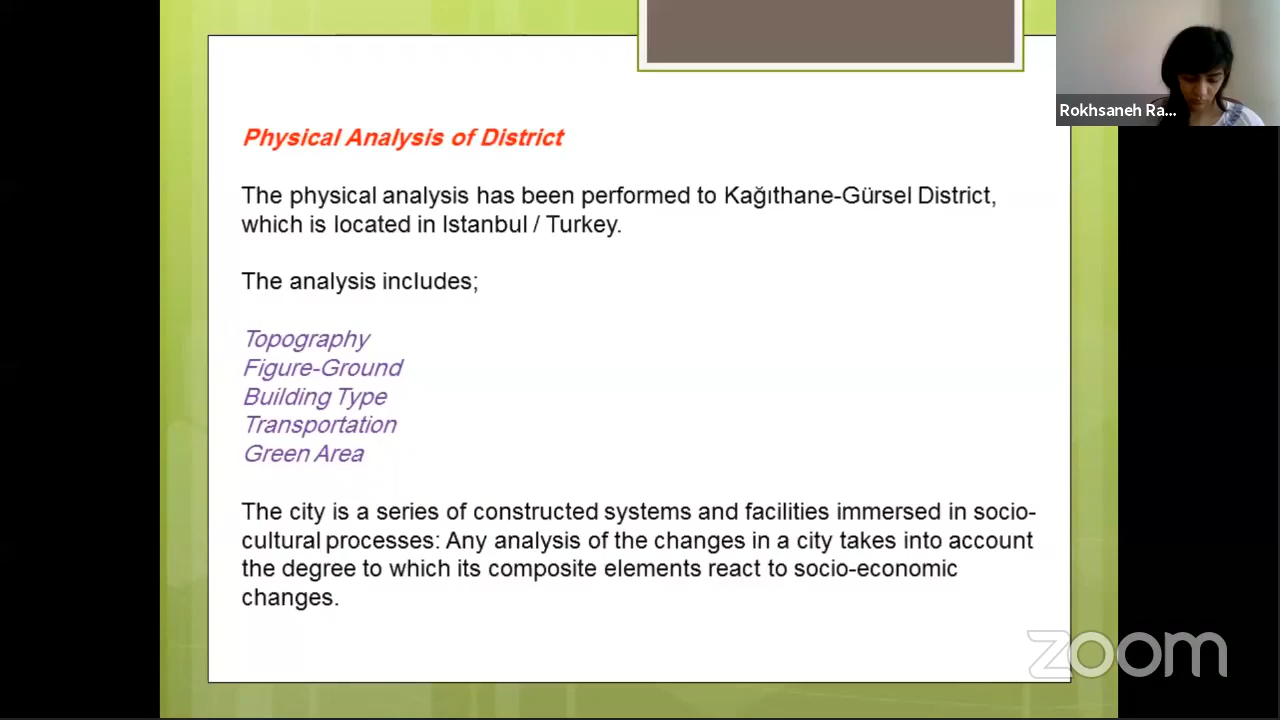 Rokhsaneh Ra...
Physical Analysis of District
The physical analysis has been performed to Kağıthane-Gürsel District,
which is located in Istanbul / Turkey.
The analysis includes;
Topography
Figure-Ground
Building Type
Transportation
Green Area
The city is a series of constructed systems and facilities immersed in socio-
cultural processes: Any analysis of the changes in a city takes into account
the degree to which its composite elements react to socio-economic
changes.
zoom